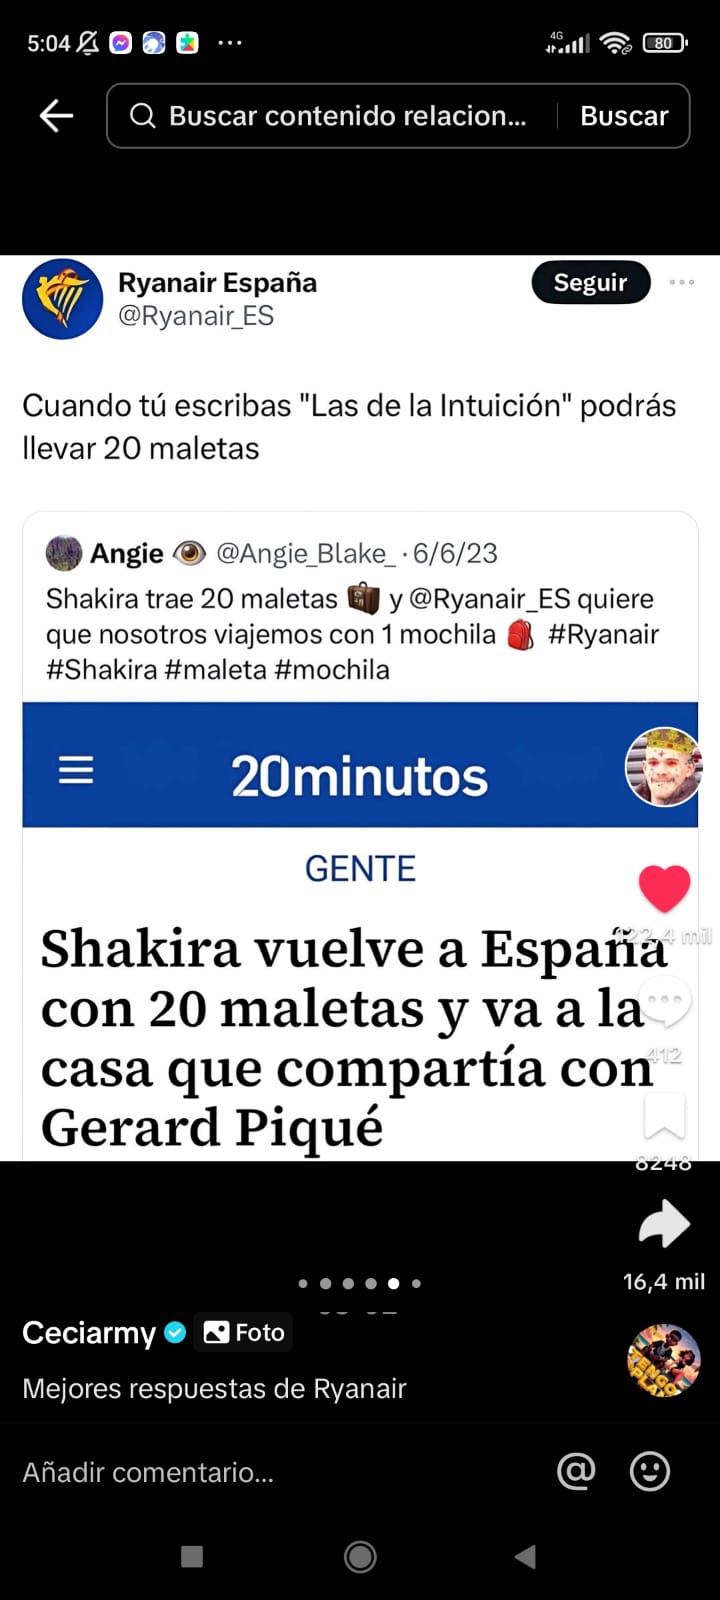 5:04
4G
80
Buscar contenido relacion...
Buscar
Ryanair España
Seguir
@Ryanair_ES
Cuando tú escribas "Las de la Intuición" podrás
llevar 20 maletas
Angie 👁 @Angie_Blake_ · 6/6/23
Shakira trae 20 maletas 🧳 y @Ryanair_ES quiere
que nosotros viajemos con 1 mochila 🎒 #Ryanair
#Shakira #maleta #mochila
20minutos
GENTE
Shakira vuelve a España
con 20 maletas y va a la
casa que compartía con
Gerard Piqué
422,4 mil
412
8248
16,4 mil
Ceciarmy
Foto
Mejores respuestas de Ryanair
TENGO
PLATA
Añadir comentario...